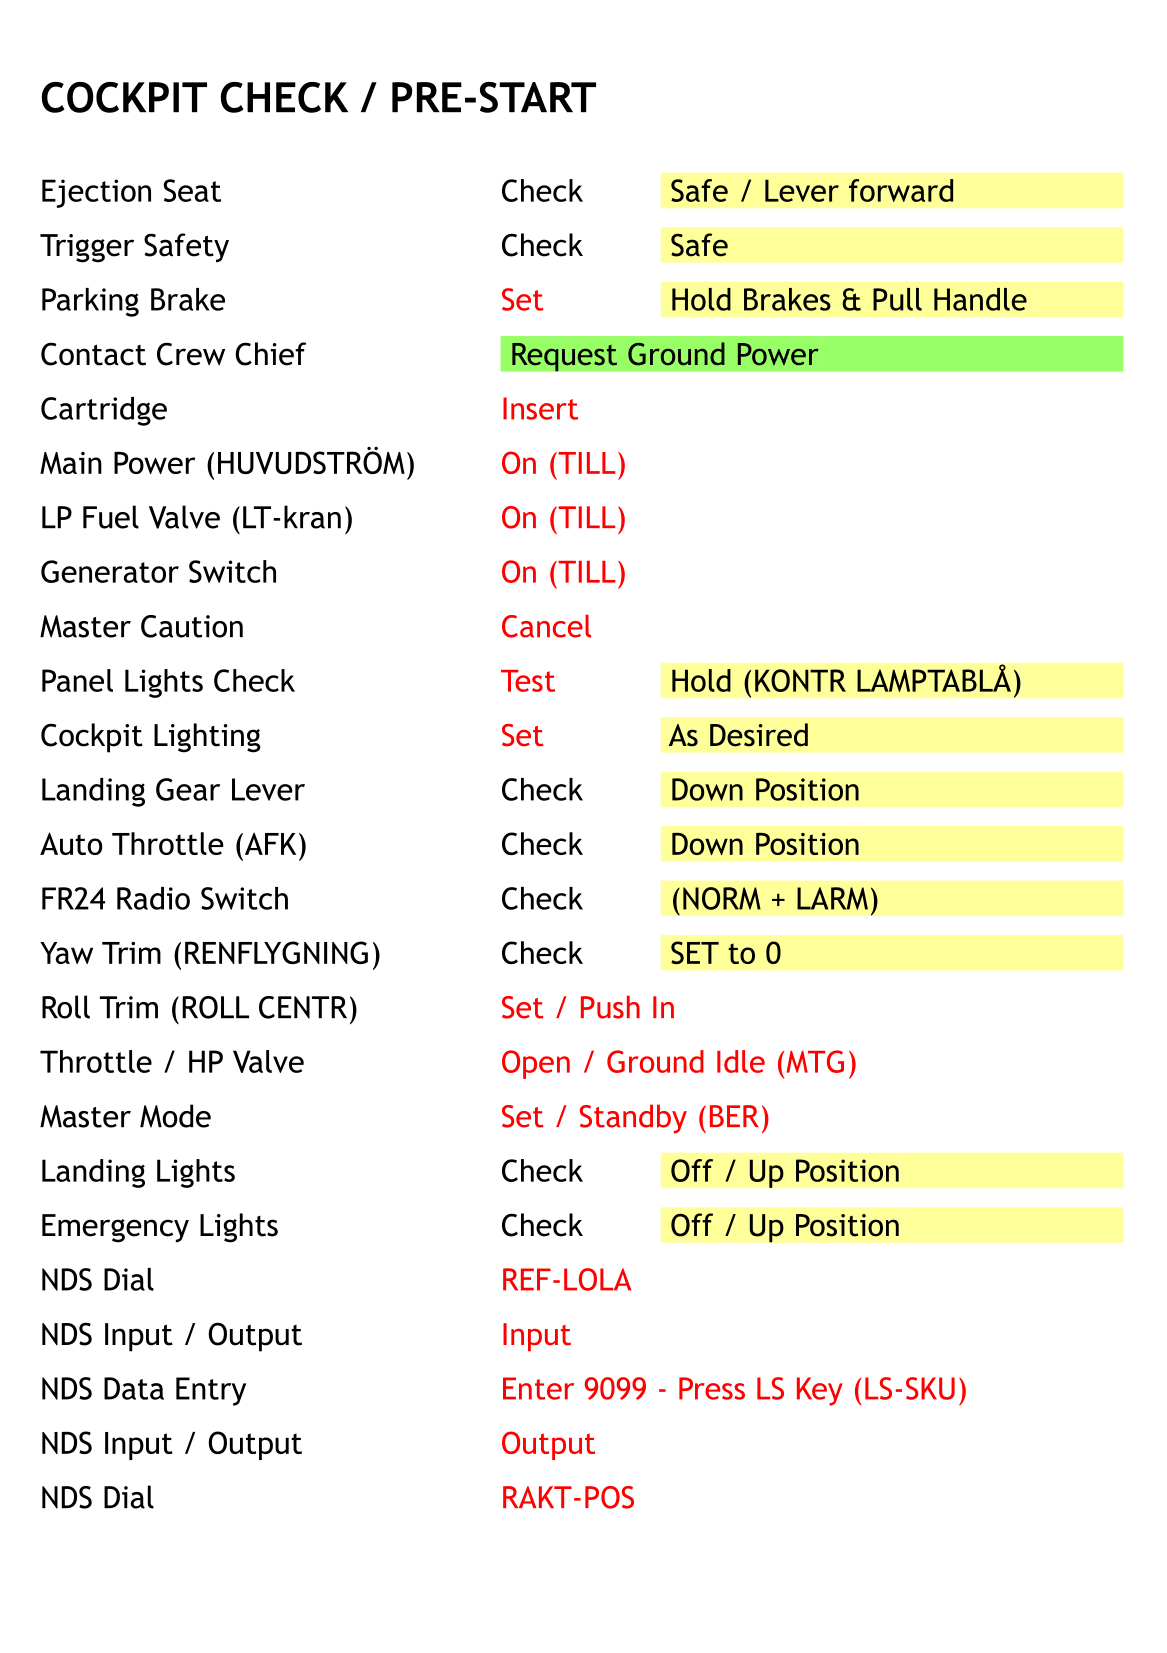 COCKPIT CHECK / PRE-START
Ejection Seat Check Safe / Lever forward
Trigger Safety Check Safe
Parking Brake Set Hold Brakes & Pull Handle
Contact Crew Chief Request Ground Power
Cartridge Insert
Main Power (HUVUDSTRÖM) On (TILL)
LP Fuel Valve (LT-kran) On (TILL)
Generator Switch On (TILL)
Master Caution Cancel
Panel Lights Check Test Hold (KONTR LAMPTABLÅ)
Cockpit Lighting Set As Desired
Landing Gear Lever Check Down Position
Auto Throttle (AFK) Check Down Position
FR24 Radio Switch Check (NORM + LARM)
Yaw Trim (RENFLYGNING) Check SET to 0
Roll Trim (ROLL CENTR) Set / Push In
Throttle / HP Valve Open / Ground Idle (MTG)
Master Mode Set / Standby (BER)
Landing Lights Check Off / Up Position
Emergency Lights Check Off / Up Position
NDS Dial REF-LOLA
NDS Input / Output Input
NDS Data Entry Enter 9099 - Press LS Key (LS-SKU)
NDS Input / Output Output
NDS Dial RAKT-POS